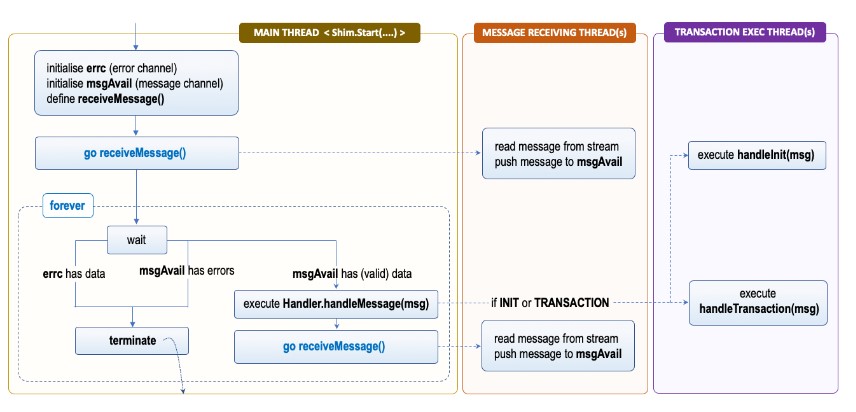 MAIN THREAD < Shim.Start(....) >
MESSAGE RECEIVING THREAD(s)
TRANSACTION EXEC THREAD(s)
initialise errc (error channel)
initialise msgAvail (message channel)
define receiveMessage()
go receiveMessage()
read message from stream
push message to msgAvail
execute handleInit(msg)
forever
wait
errc has data
msgAvail has errors
msgAvail has (valid) data
execute Handler.handleMessage(msg)
if INIT or TRANSACTION
execute
handleTransaction(msg)
terminate
go receiveMessage()
read message from stream
push message to msgAvail